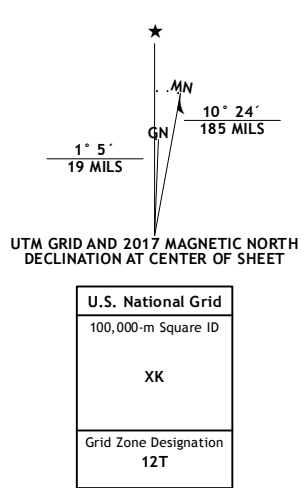 ★
MN
GN
10° 24´
185 MILS
1° 5´
19 MILS
UTM GRID AND 2017 MAGNETIC NORTH
DECLINATION AT CENTER OF SHEET
U.S. National Grid
100,000-m Square ID
XK
Grid Zone Designation
12T